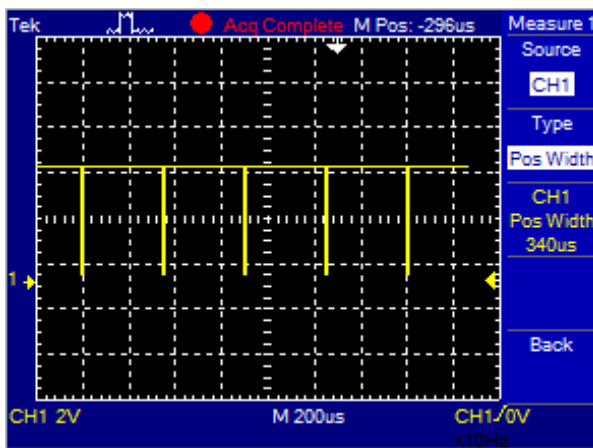 Tek Acq Complete M Pos: -296us Measure 1
Source
CH1
Type
Pos Width
CH1
Pos Width
340us
1
Back
CH1 2V M 200us CH1 0V
<10Hz